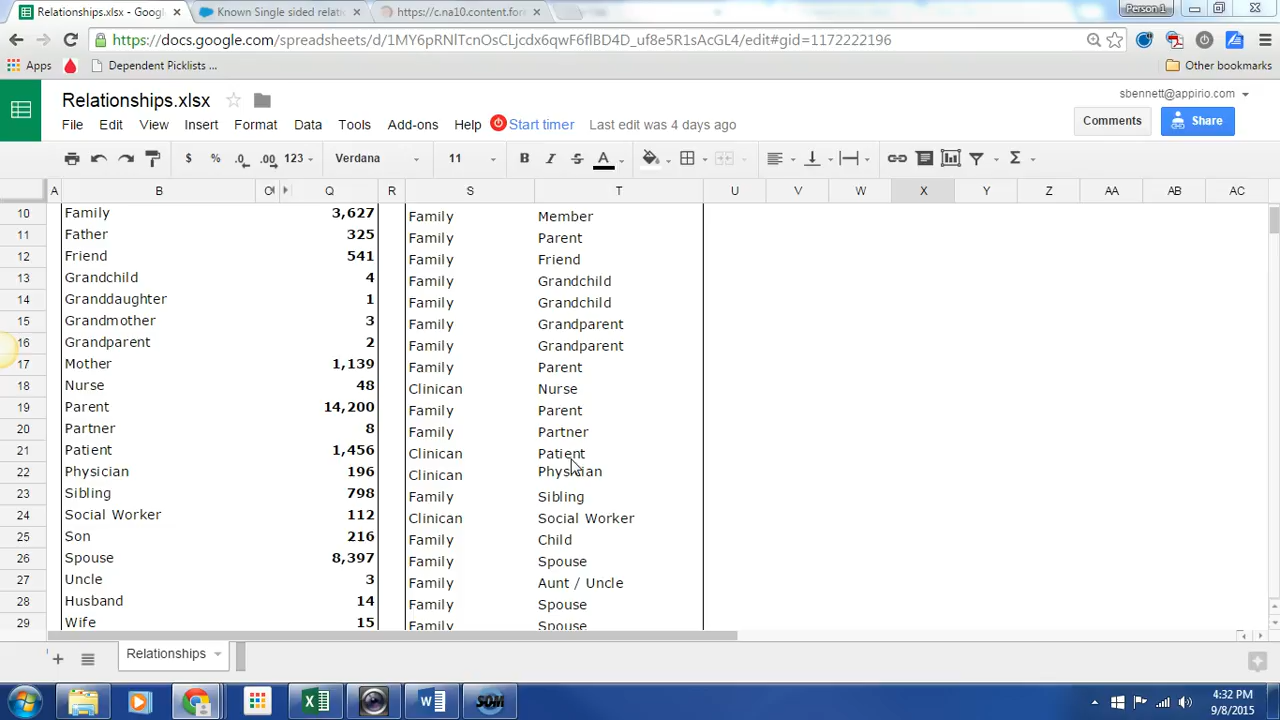 Relationships.xlsx - Goog
Known Single sided relati
https://c.na10.content.for
Person 1
https://docs.google.com/spreadsheets/d/1MY6pRNITcnOsCLjcdx6qwF6flBD4D_uf8e5R1sAcGL4/edit#gid=1172222196
Apps
Dependent Picklists ...
Other bookmarks
Relationships.xlsx
sbennett@appirio.com
File Edit View Insert Format Data Tools Add-ons Help Start timer Last edit was 4 days ago
Comments
Share
$ % .0 .00 123 Verdana 11 B I S A Σ
A B Q R S T U V W X Y Z AA AB AC
10 Family 3,627 Family Member
11 Father 325 Family Parent
12 Friend 541 Family Friend
13 Grandchild 4 Family Grandchild
14 Granddaughter 1 Family Grandchild
15 Grandmother 3 Family Grandparent
16 Grandparent 2 Family Grandparent
17 Mother 1,139 Family Parent
18 Nurse 48 Clinican Nurse
19 Parent 14,200 Family Parent
20 Partner 8 Family Partner
21 Patient 1,456 Clinican Patient
22 Physician 196 Clinican Physician
23 Sibling 798 Family Sibling
24 Social Worker 112 Clinican Social Worker
25 Son 216 Family Child
26 Spouse 8,397 Family Spouse
27 Uncle 3 Family Aunt / Uncle
28 Husband 14 Family Spouse
29 Wife 15 Family Spouse
Relationships
SOM
4:32 PM
9/8/2015